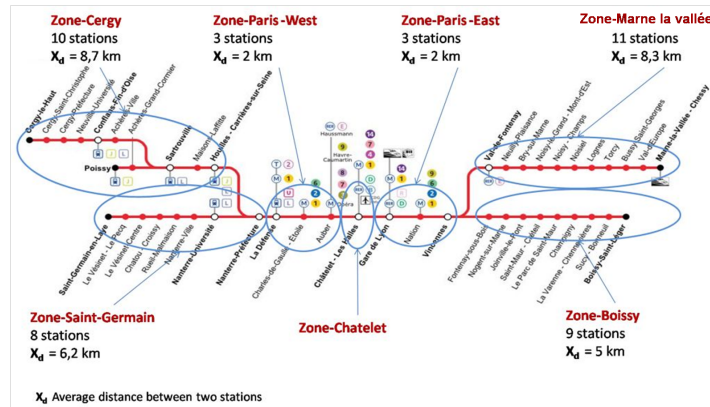 Zone-Cergy
10 stations
Xd = 8,7 km
Zone-Paris-West
3 stations
Xd = 2 km
Zone-Paris-East
3 stations
Xd = 2 km
Zone-Marne la vallée
11 stations
Xd = 8,3 km
Cergy-le-Haut
Cergy-Saint-Christophe
Cergy-Préfecture
Neuville-Université
Conflans-Fin-d'Oise
Achères-Ville
Achères-Grand-Cormier
Poissy
Sartrouville
Maisons-Laffitte
Houilles - Carrières-sur-Seine
Haussmann
Havre-Caumartin
Opéra
Val-de-Fontenay
Neuilly - Plaisance
Bry-sur-Marne
Noisy-le-Grand - Mont-d'Est
Noisy - Champs
Noisiel
Lognes
Torcy
Bussy-Saint-Georges
Val-d'Europe
Marne-la-Vallée - Chessy
Saint-Germain-en-Laye
Le Vésinet - Le Pecq
Le Vésinet-Centre
Chatou - Croissy
Rueil-Malmaison
Nanterre-Ville
Nanterre-Université
Nanterre-Préfecture
La Défense
Charles-de-Gaulle - Étoile
Auber
Châtelet - Les Halles
Gare de Lyon
Nation
Vincennes
Fontenay-sous-Bois
Nogent-sur-Marne
Joinville-le-Pont
Saint-Maur - Créteil
Le Parc de Saint-Maur
Champigny
La Varenne - Chennevières
Sucy - Bonneuil
Boissy-Saint-Léger
Zone-Saint-Germain
8 stations
Xd = 6,2 km
Zone-Chatelet
Zone-Boissy
9 stations
Xd = 5 km
Xd Average distance between two stations